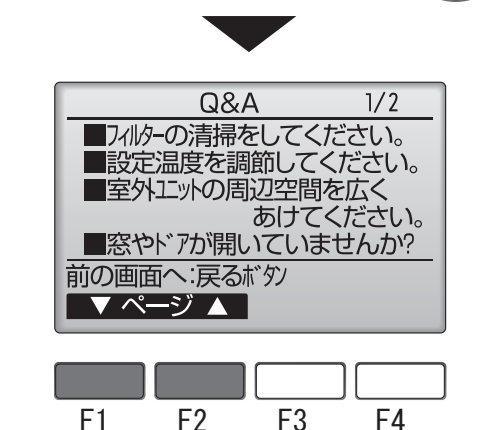 Q&A 1/2
■フィルターの清掃をしてください。
■設定温度を調節してください。
■室外ユニットの周辺空間を広く
あけてください。
■窓やドアが開いていませんか?
前の画面へ:戻るボタン
▼ ページ ▲
F1 F2 F3 F4